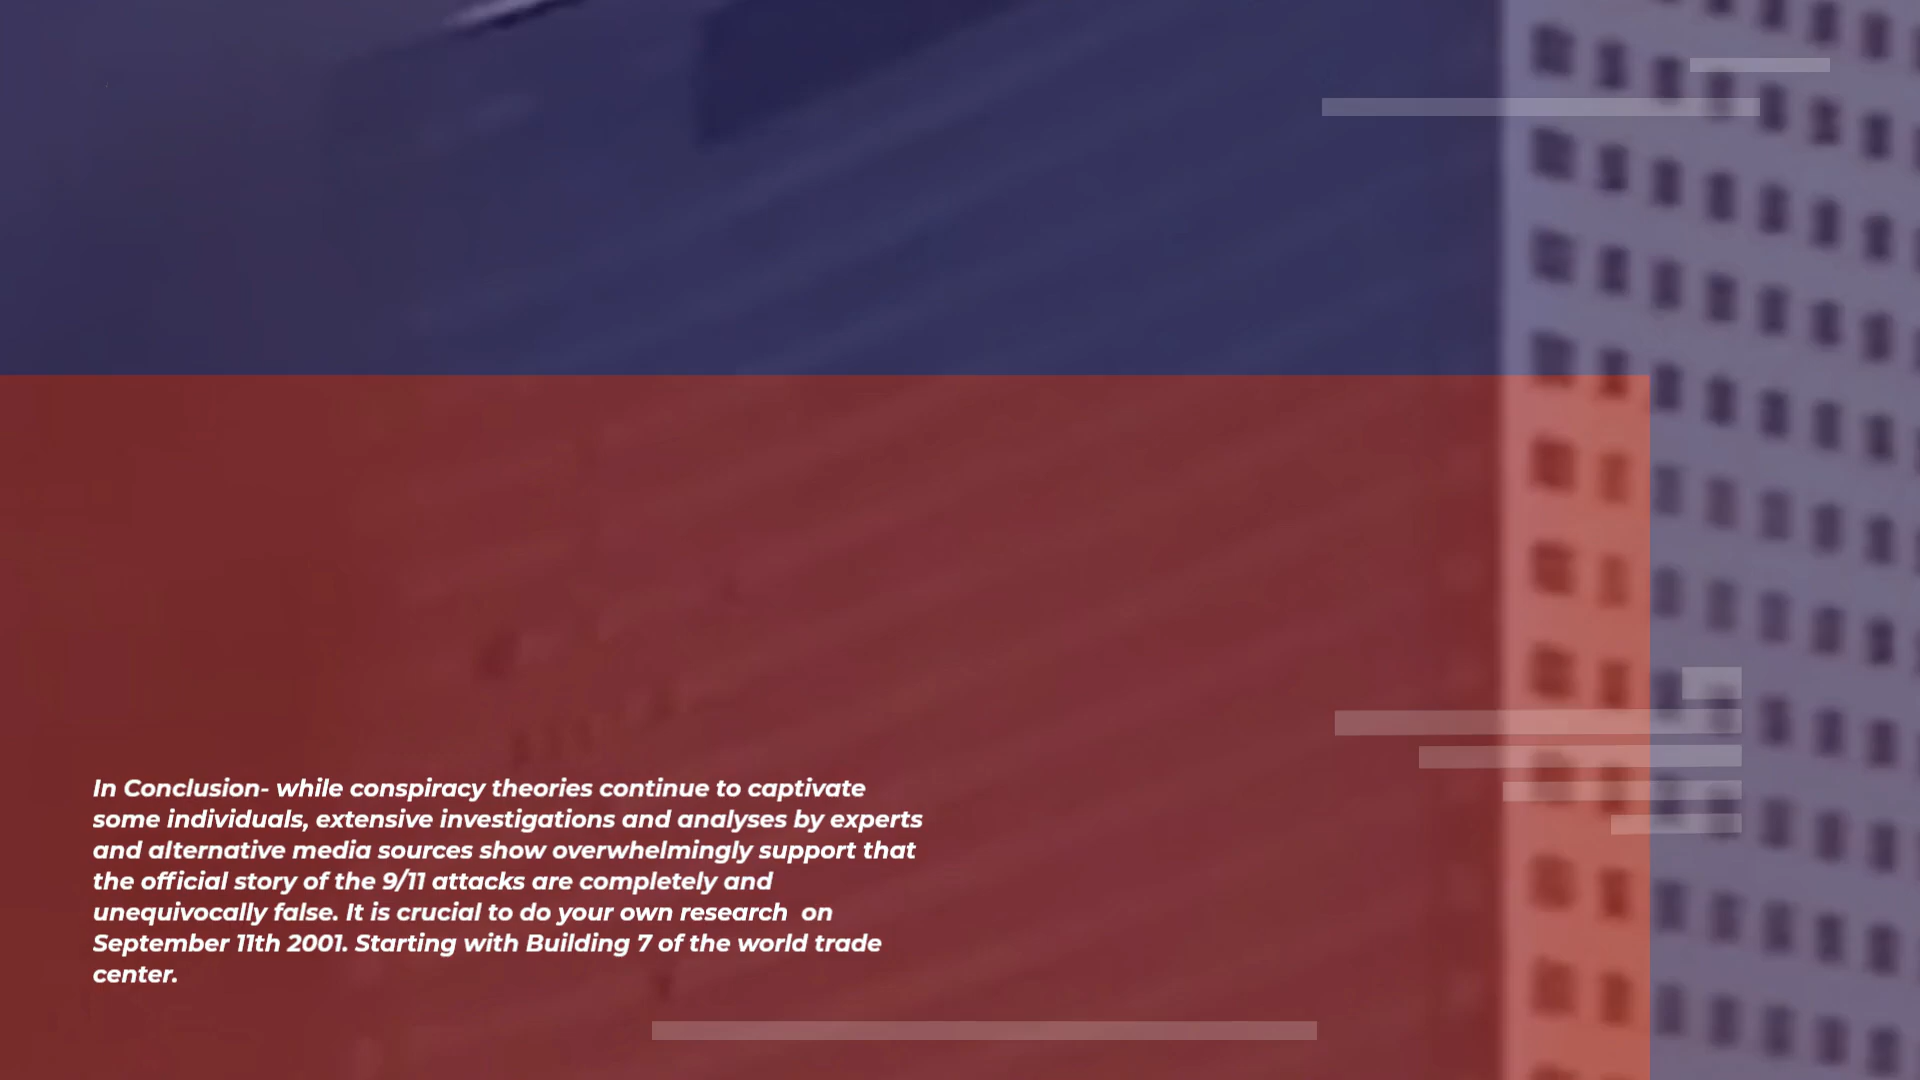 In Conclusion- while conspiracy theories continue to captivate
some individuals, extensive investigations and analyses by experts
and alternative media sources show overwhelmingly support that
the official story of the 9/11 attacks are completely and
unequivocally false. It is crucial to do your own research  on
September 11th 2001. Starting with Building 7 of the world trade
center.